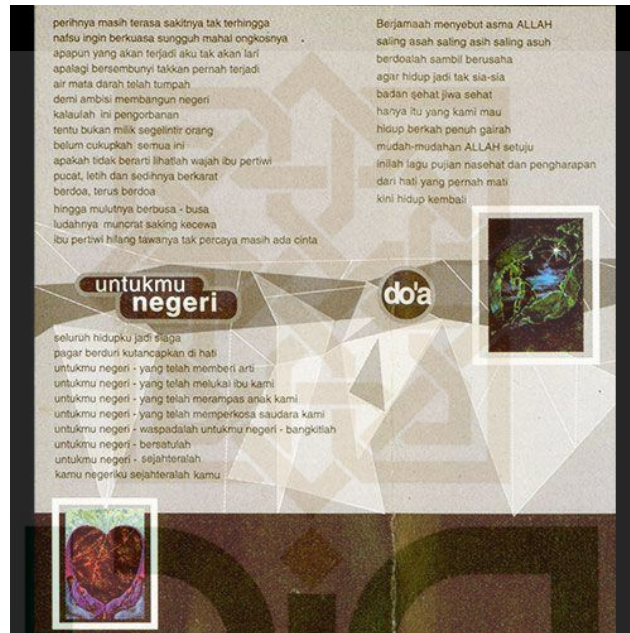 perihnya masih terasa sakitnya tak terhingga
nafsu ingin berkuasa sungguh mahal ongkosnya
apapun yang akan terjadi aku tak akan lari
apalagi bersembunyi takkan pernah terjadi
air mata darah telah tumpah
demi ambisi membangun negeri
kalaulah ini pengorbanan
tentu bukan milik segelintir orang
belum cukupkah semua ini
apakah tidak berarti lihatlah wajah ibu pertiwi
pucat, letih dan sedihnya berkarat
berdoa, terus berdoa
hingga mulutnya berbusa - busa
ludahnya muncrat saking kecewa
ibu pertiwi hilang tawanya tak percaya masih ada cinta
untukmu
negeri
seluruh hidupku jadi siaga
pagar berduri kutancapkan di hati
untukmu negeri - yang telah memberi arti
untukmu negeri - yang telah melukai ibu kami
untukmu negeri - yang telah merampas anak kami
untukmu negeri - yang telah memperkosa saudara kami
untukmu negeri - waspadalah untukmu negeri - bangkitlah
untukmu negeri - bersatulah
untukmu negeri - sejahteralah
kamu negeriku sejahteralah kamu
Berjamaah menyebut asma ALLAH
saling asah saling asih saling asuh
berdoalah sambil berusaha
agar hidup jadi tak sia-sia
badan sehat jiwa sehat
hanya itu yang kami mau
hidup berkah penuh gairah
mudah-mudahan ALLAH setuju
inilah lagu pujian nasehat dan pengharapan
dari hati yang pernah mati
kini hidup kembali
do'a